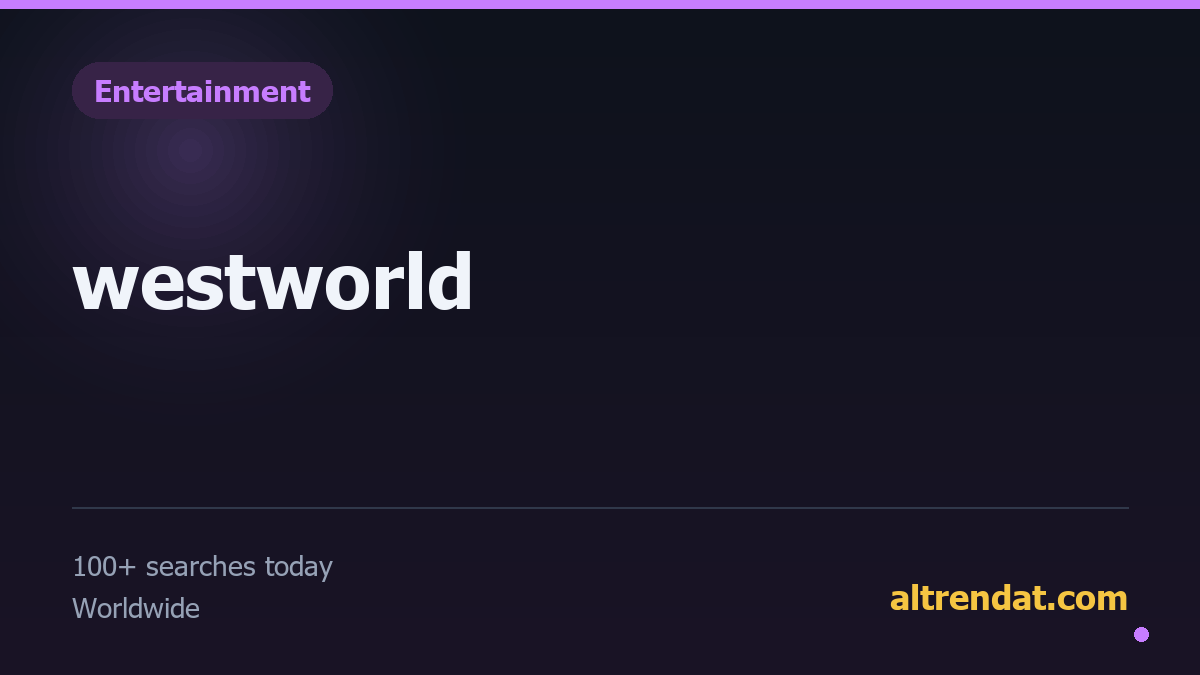 Entertainment
westworld
100+ searches today
Worldwide
altrendat.com